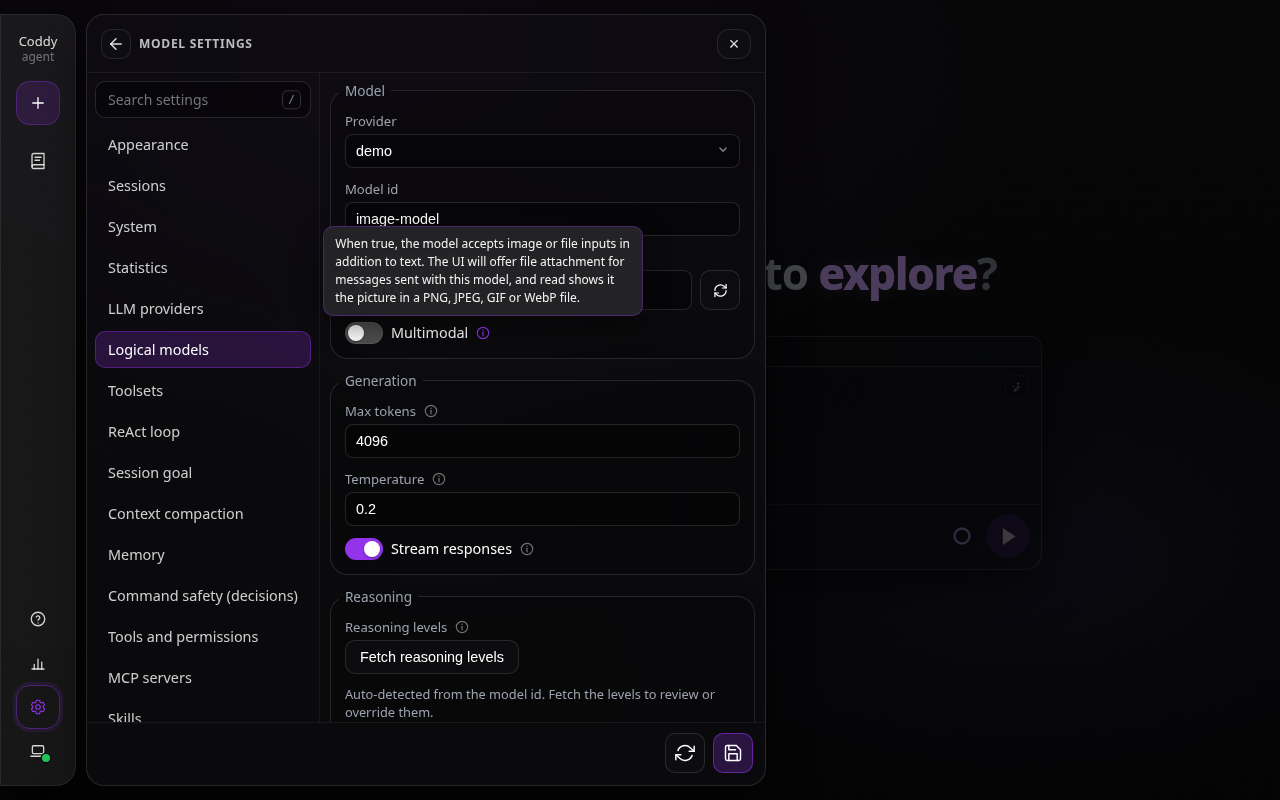 Coddy
agent
MODEL SETTINGS
Search settings
/
Appearance
Sessions
System
Statistics
LLM providers
Logical models
Toolsets
ReAct loop
Session goal
Context compaction
Memory
Command safety (decisions)
Tools and permissions
MCP servers
Skills
Model
Provider
demo
Model id
image-model
When true, the model accepts image or file inputs in
addition to text. The UI will offer file attachment for
messages sent with this model, and read shows it
the picture in a PNG, JPEG, GIF or WebP file.
Multimodal
Generation
Max tokens
4096
Temperature
0.2
Stream responses
Reasoning
Reasoning levels
Fetch reasoning levels
Auto-detected from the model id. Fetch the levels to review or
override them.
to explore?